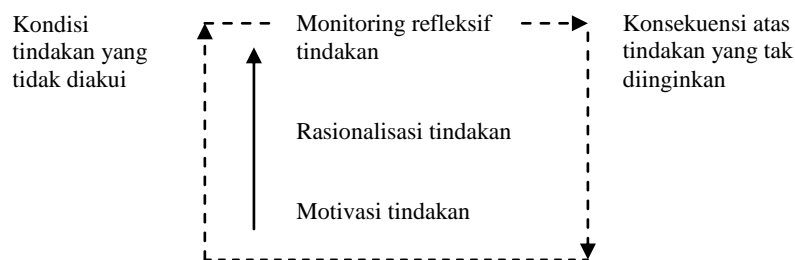 Kondisi
tindakan yang
tidak diakui
Monitoring refleksif
tindakan
Rasionalisasi tindakan
Motivasi tindakan
Konsekuensi atas
tindakan yang tak
diinginkan